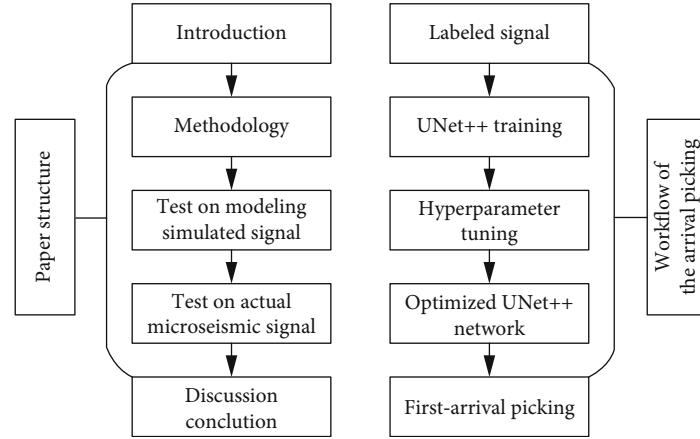 Paper structure
Introduction
Methodology
Test on modeling
simulated signal
Test on actual
microseismic signal
Discussion
conclution
Labeled signal
UNet++ training
Hyperparameter
tuning
Optimized UNet++
network
First-arrival picking
Workflow of
the arrival picking